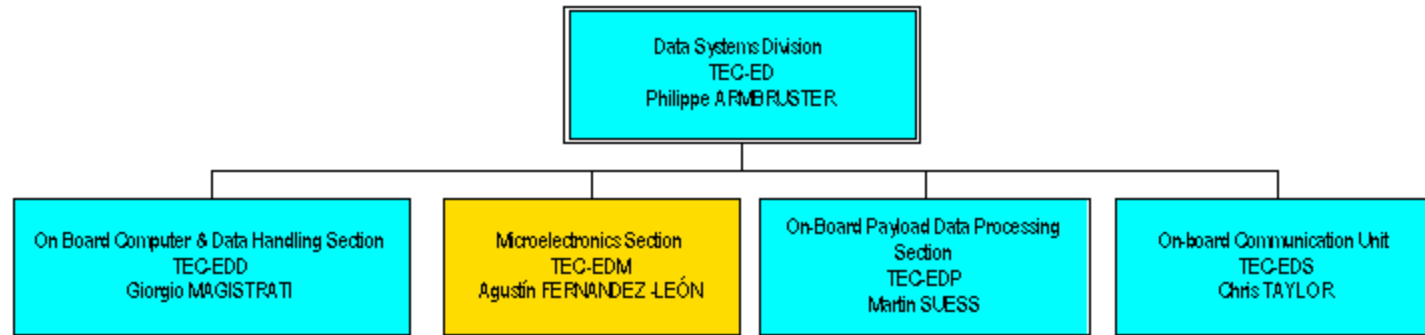 Data Systems Division
TEC-ED
Philippe ARMBRUSTER
On Board Computer & Data Handling Section
TEC-EDD
Giorgio MAGISTRATI
Microelectronics Section
TEC-EDM
Agustín FERNANDEZ-LEÓN
On-Board Payload Data Processing
Section
TEC-EDP
Martin SUESS
On-board Communication Unit
TEC-EDS
Chris TAYLOR